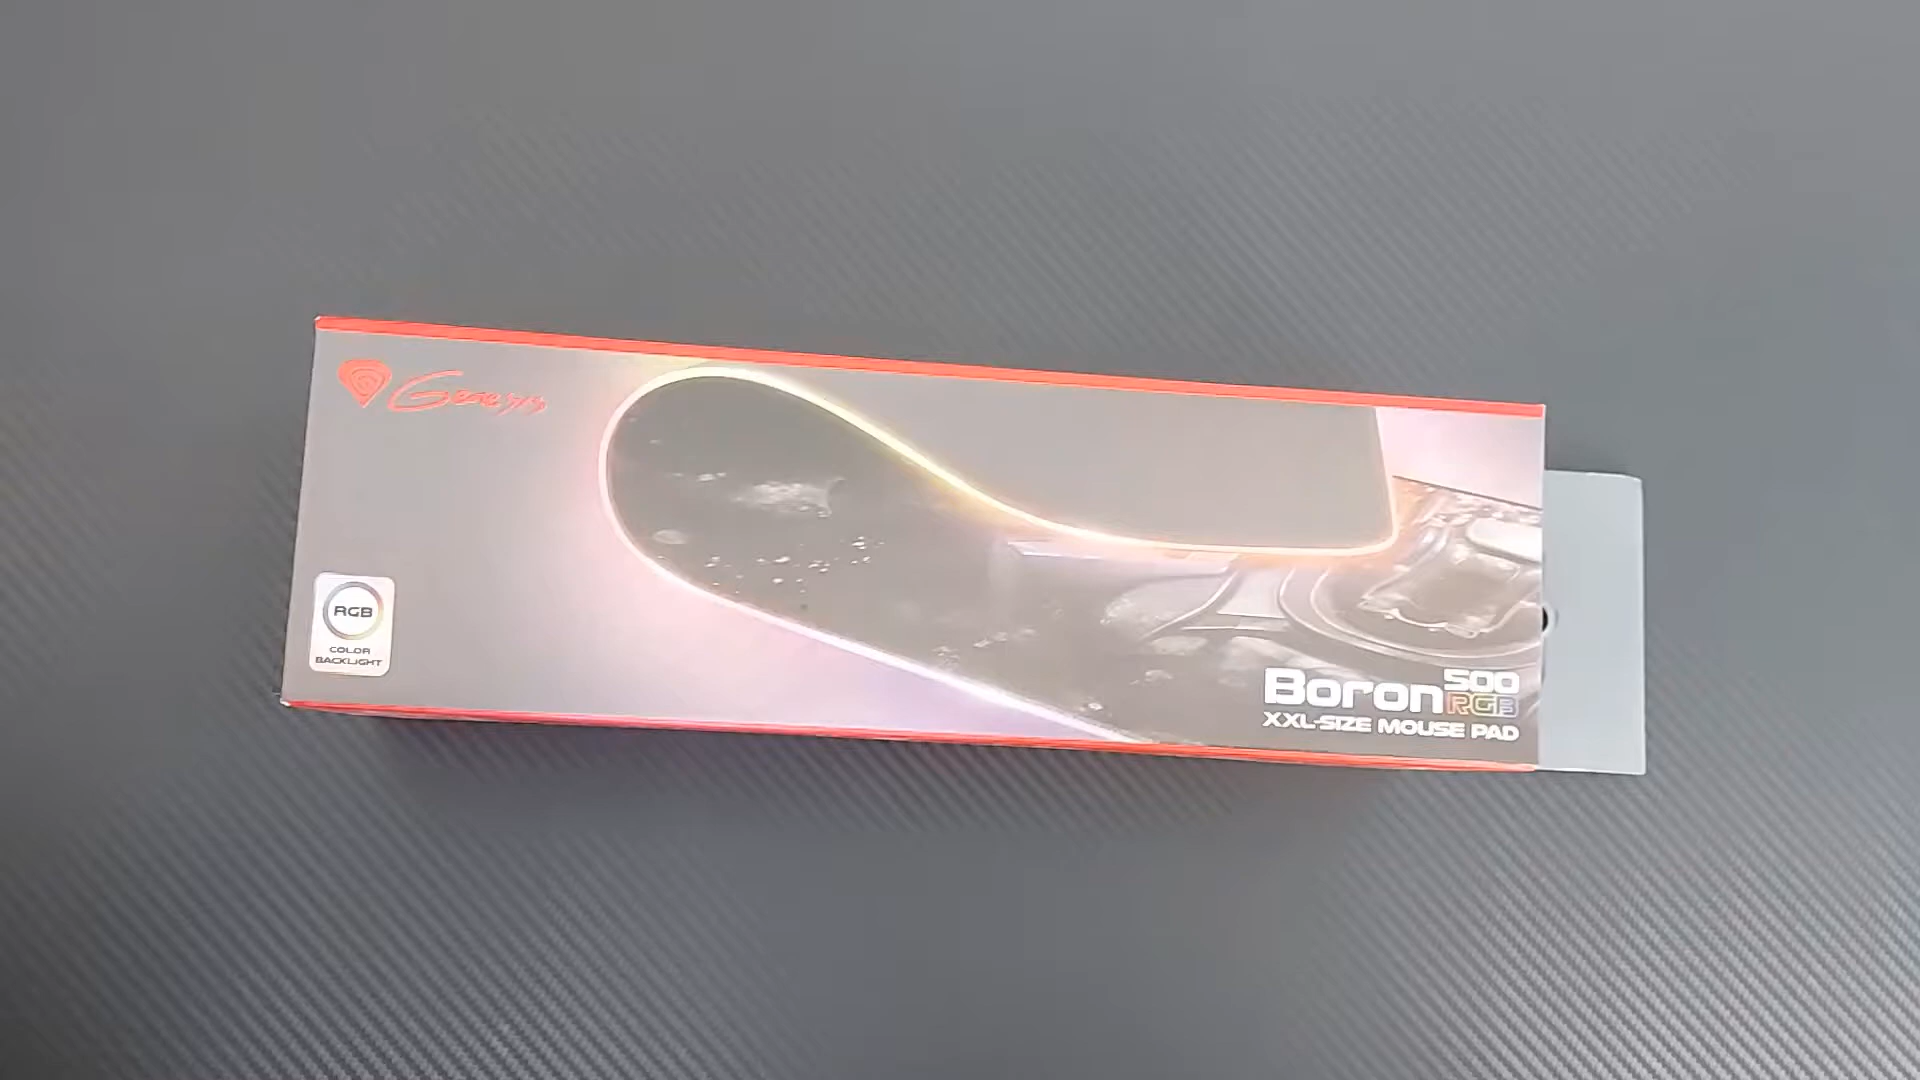 Genesis
RGB
COLOR
BACKLIGHT
Boron 500
RGB
XXL-SIZE MOUSE PAD